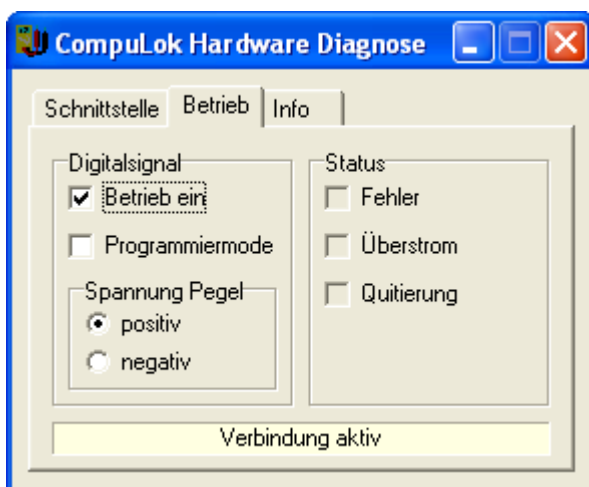 CompuLok Hardware Diagnose
Schnittstelle Betrieb Info
Digitalsignal
Betrieb ein
Programmiermode
Spannung Pegel
positiv
negativ
Status
Fehler
Überstrom
Quitierung
Verbindung aktiv